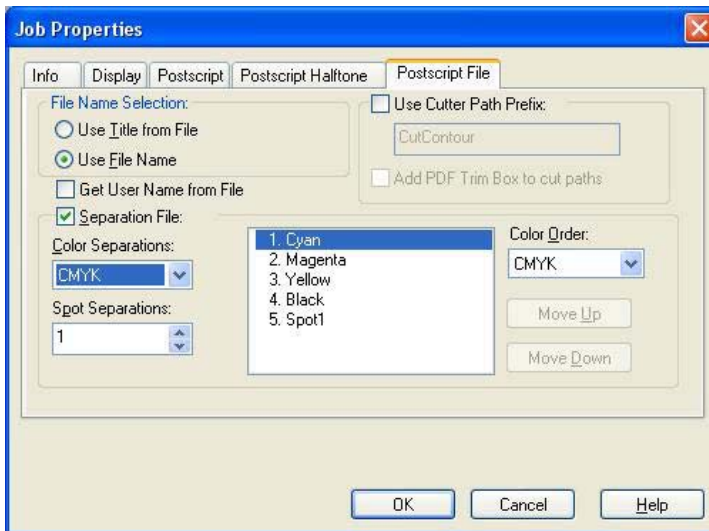 Job Properties
Info Display Postscript Postscript Halftone Postscript File
File Name Selection:
Use Title from File
Use File Name
Get User Name from File
Use Cutter Path Prefix:
CutContour
Add PDF Trim Box to cut paths
Separation File:
Color Separations:
CMYK
Spot Separations:
1
1. Cyan
2. Magenta
3. Yellow
4. Black
5. Spot1
Color Order:
CMYK
Move Up
Move Down
OK Cancel Help